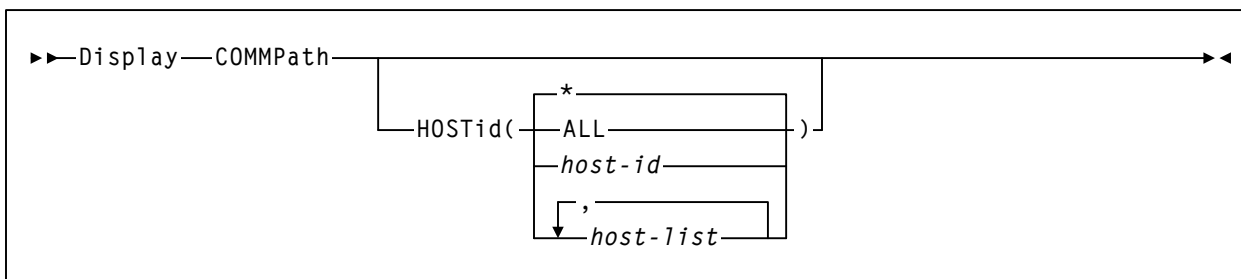 Display COMMPath
*
HOSTid( ALL )
host-id
,
host-list